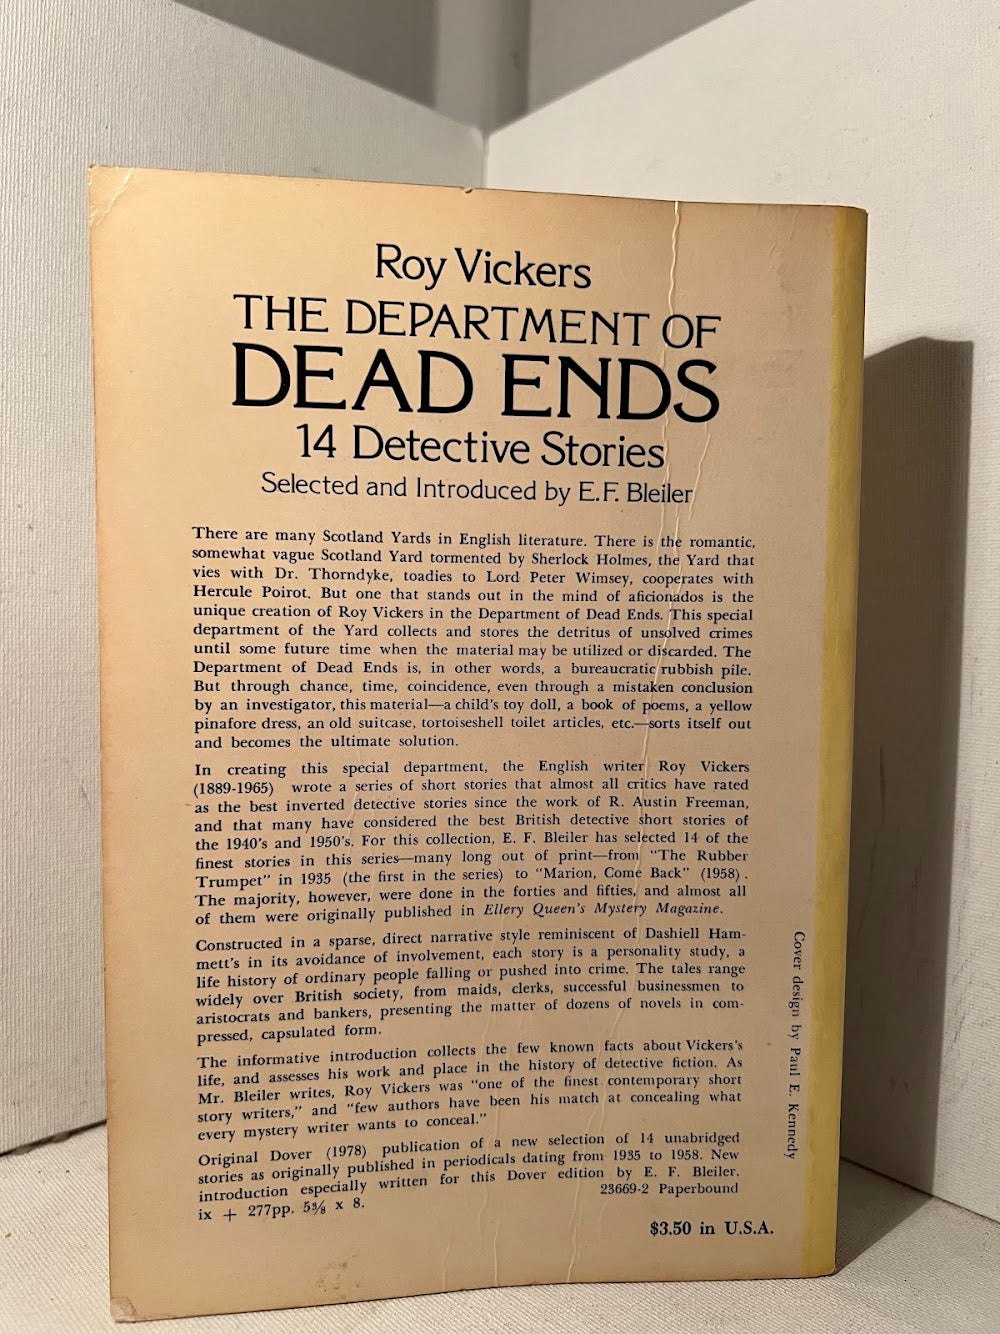 Roy Vickers
THE DEPARTMENT OF
DEAD ENDS
14 Detective Stories
Selected and Introduced by E.F. Bleiler
There are many Scotland Yards in English literature. There is the romantic,
somewhat vague Scotland Yard tormented by Sherlock Holmes, the Yard that
vies with Dr. Thorndyke, toadies to Lord Peter Wimsey, cooperates with
Hercule Poirot. But one that stands out in the mind of aficionados is the
unique creation of Roy Vickers in the Department of Dead Ends. This special
department of the Yard collects and stores the detritus of unsolved crimes
until some future time when the material may be utilized or discarded. The
Department of Dead Ends is, in other words, a bureaucratic rubbish pile.
But through chance, time, coincidence, even through a mistaken conclusion
by an investigator, this material—a child's toy doll, a book of poems, a yellow
pinafore dress, an old suitcase, tortoiseshell toilet articles, etc.—sorts itself out
and becomes the ultimate solution.
In creating this special department, the English writer Roy Vickers
(1889-1965) wrote a series of short stories that almost all critics have rated
as the best inverted detective stories since the work of R. Austin Freeman,
and that many have considered the best British detective short stories of
the 1940's and 1950's. For this collection, E. F. Bleiler has selected 14 of the
finest stories in this series—many long out of print—from "The Rubber
Trumpet" in 1935 (the first in the series) to "Marion, Come Back" (1958).
The majority, however, were done in the forties and fifties, and almost all
of them were originally published in Ellery Queen's Mystery Magazine.
Constructed in a sparse, direct narrative style reminiscent of Dashiell Ham-
mett's in its avoidance of involvement, each story is a personality study, a
life history of ordinary people falling or pushed into crime. The tales range
widely over British society, from maids, clerks, successful businessmen to
aristocrats and bankers, presenting the matter of dozens of novels in com-
pressed, capsulated form.
The informative introduction collects the few known facts about Vickers's
life, and assesses his work and place in the history of detective fiction. As
Mr. Bleiler writes, Roy Vickers was "one of the finest contemporary short
story writers," and "few authors have been his match at concealing what
every mystery writer wants to conceal."
Original Dover (1978) publication of a new selection of 14 unabridged
stories as originally published in periodicals dating from 1935 to 1958. New
introduction especially written for this Dover edition by E. F. Bleiler.
ix + 277pp. 5⅜ x 8. 23669-2 Paperbound
$3.50 in U.S.A.
Cover design by Paul E. Kennedy